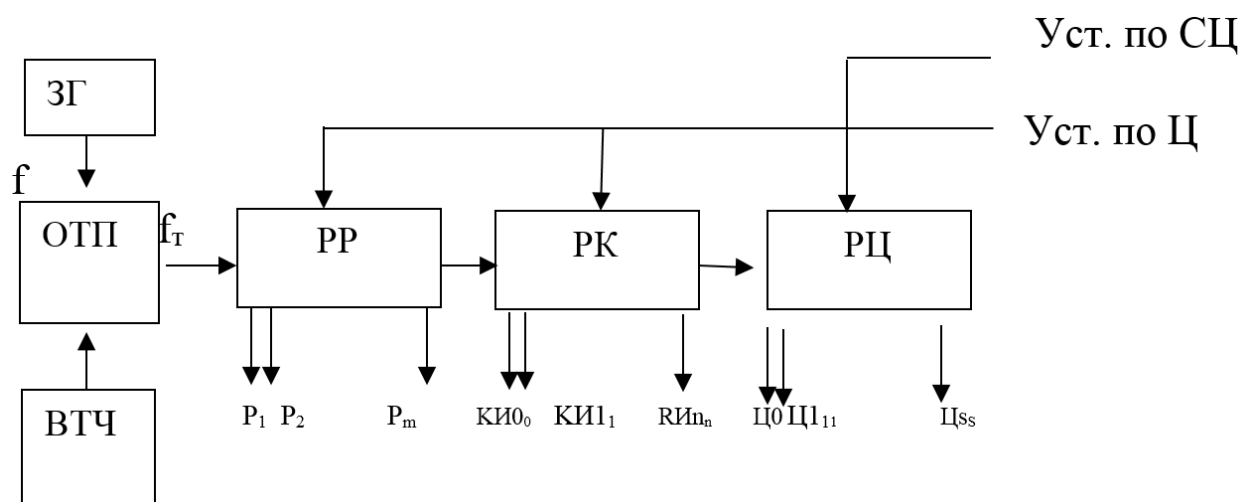 Уст. по СЦ
ЗГ
Уст. по Ц
f
ОТП
fт
РР
РК
РЦ
P₁ P₂ Pₘ КИ0₀ КИ1₁ RИnₙ Ц0 Ц1₁₁ Цsₛ
ВТЧ